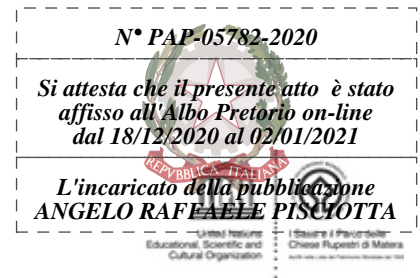 N° PAP-05782-2020
Si attesta che il presente atto è stato
affisso all'Albo Pretorio on-line
dal 18/12/2020 al 02/01/2021
REPVBBLICA ITALIANA
L'incaricato della pubblicazione
ANGELO RAFFAELE PISCIOTTA
United Nations
Educational, Scientific and
Cultural Organization
I Sassi e il Parco delle
Chiese Rupestri di Matera